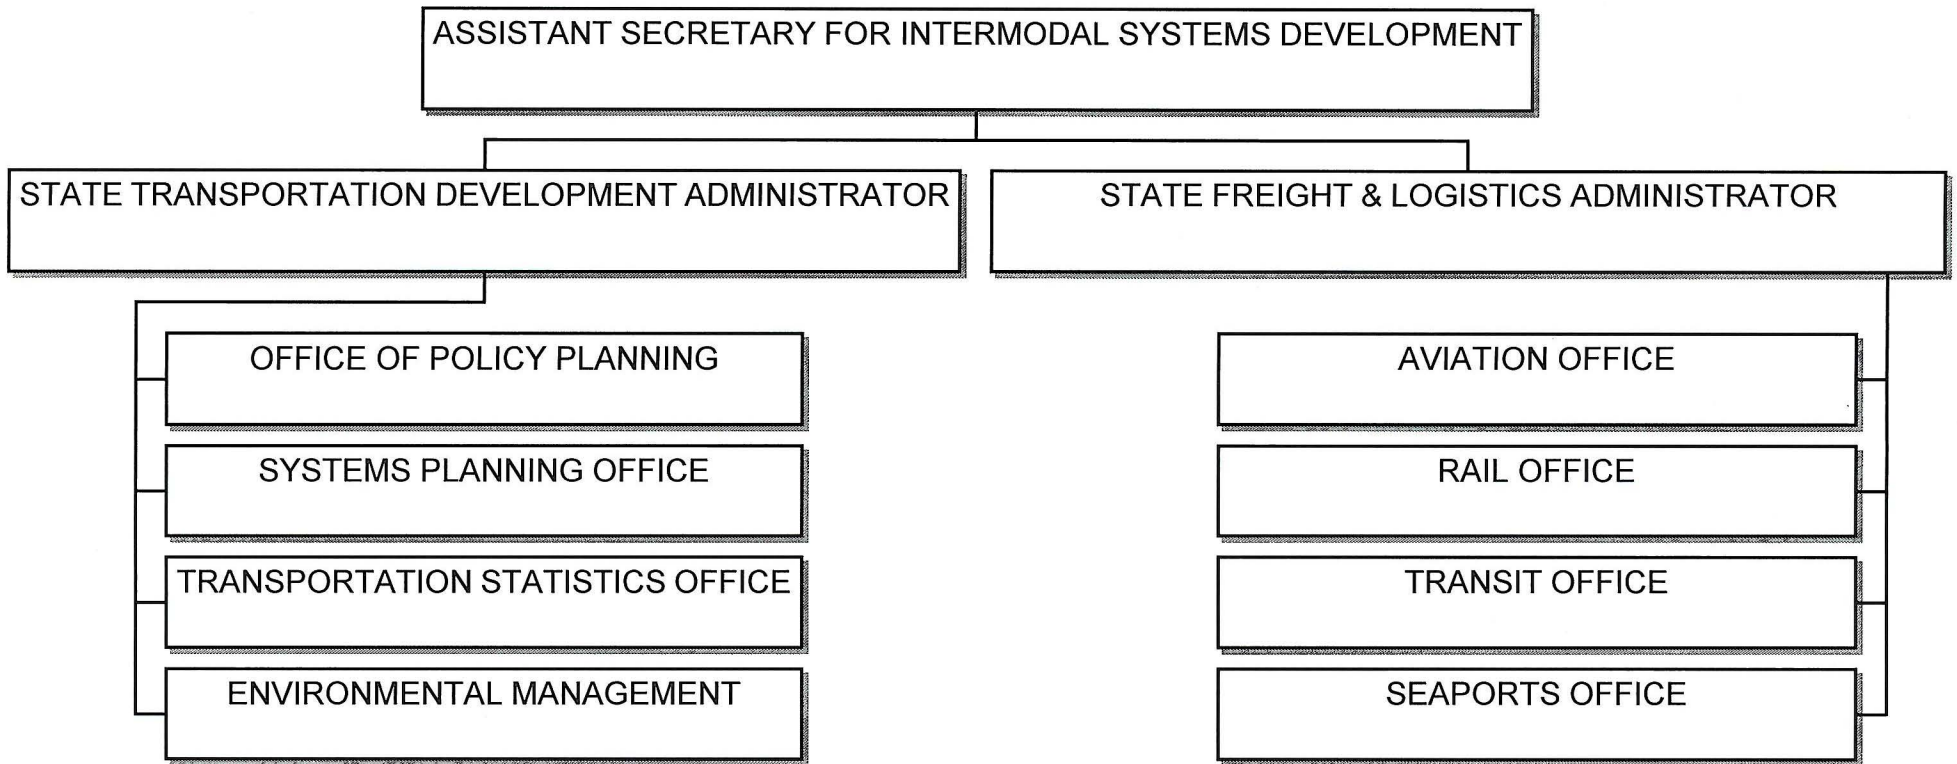 ASSISTANT SECRETARY FOR INTERMODAL SYSTEMS DEVELOPMENT
STATE TRANSPORTATION DEVELOPMENT ADMINISTRATOR
STATE FREIGHT & LOGISTICS ADMINISTRATOR
OFFICE OF POLICY PLANNING
SYSTEMS PLANNING OFFICE
TRANSPORTATION STATISTICS OFFICE
ENVIRONMENTAL MANAGEMENT
AVIATION OFFICE
RAIL OFFICE
TRANSIT OFFICE
SEAPORTS OFFICE